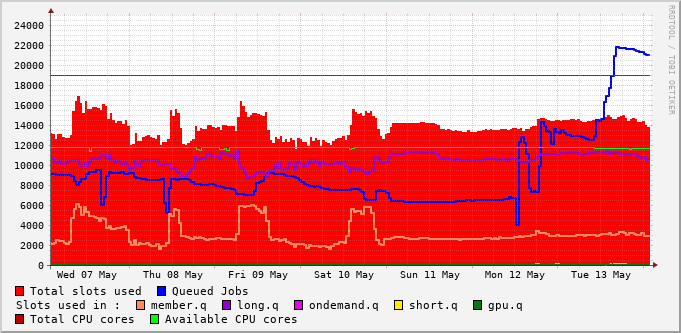 24000
22000
20000
18000
16000
14000
12000
10000
8000
6000
4000
2000
0
Wed 07 May Thu 08 May Fri 09 May Sat 10 May Sun 11 May Mon 12 May Tue 13 May
Total slots used Queued Jobs
Slots used in : member.q long.q ondemand.q short.q gpu.q
Total CPU cores Available CPU cores
RRDTOOL / TOBI OETIKER